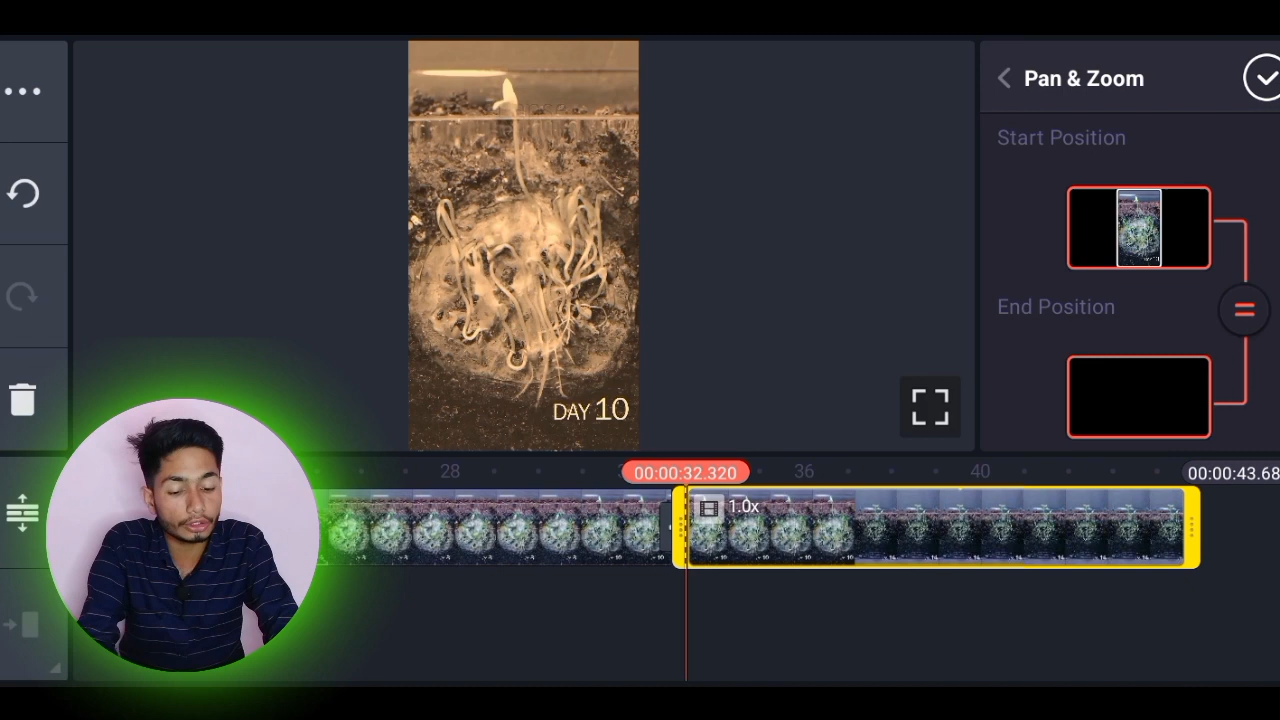 Pan & Zoom
Start Position
End Position
DAY 10
28
00:00:32.320
36
40
00:00:43.68
1.0x